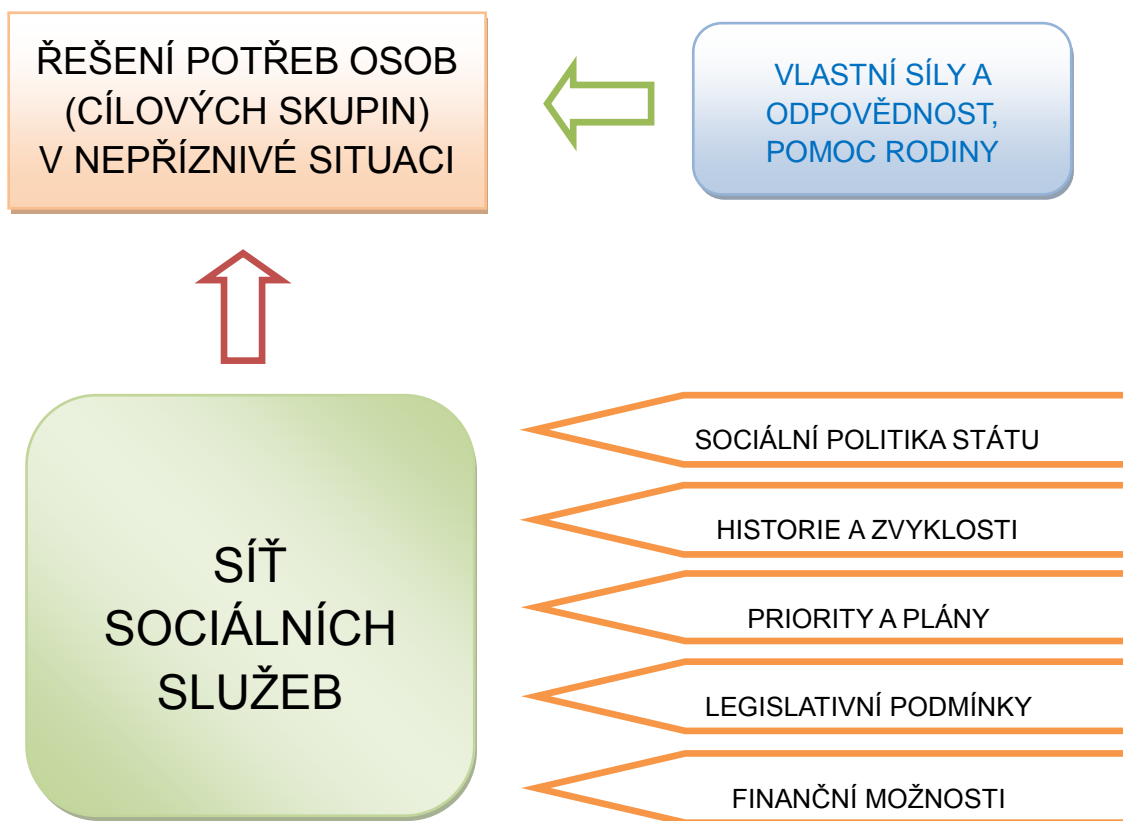 ŘEŠENÍ POTŘEB OSOB
(CÍLOVÝCH SKUPIN)
V NEPŘÍZNIVÉ SITUACI
VLASTNÍ SÍLY A
ODPOVĚDNOST,
POMOC RODINY
SÍŤ
SOCIÁLNÍCH
SLUŽEB
SOCIÁLNÍ POLITIKA STÁTU
HISTORIE A ZVYKLOSTI
PRIORITY A PLÁNY
LEGISLATIVNÍ PODMÍNKY
FINANČNÍ MOŽNOSTI